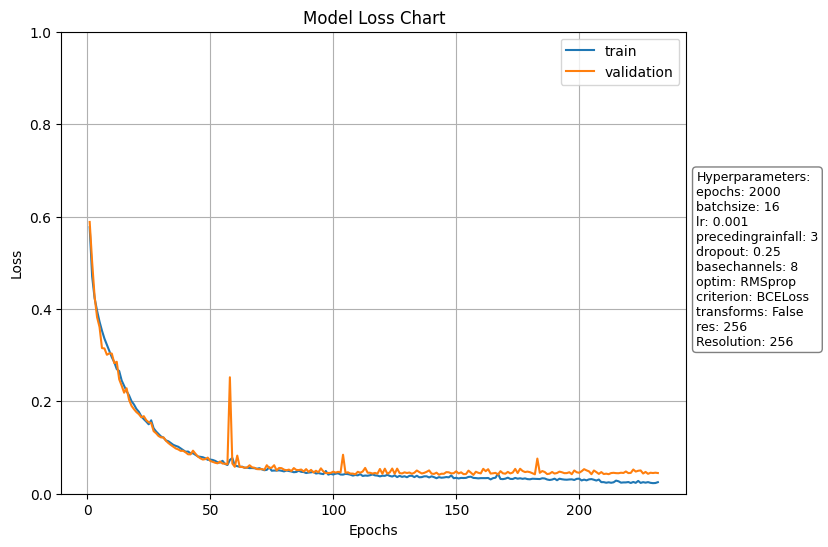 Model Loss Chart
train
validation
1.0
0.8
0.6
0.4
0.2
0.0
Loss
0
50
100
150
200
Epochs
Hyperparameters:
epochs: 2000
batchsize: 16
lr: 0.001
precedingrainfall: 3
dropout: 0.25
basechannels: 8
optim: RMSprop
criterion: BCELoss
transforms: False
res: 256
Resolution: 256